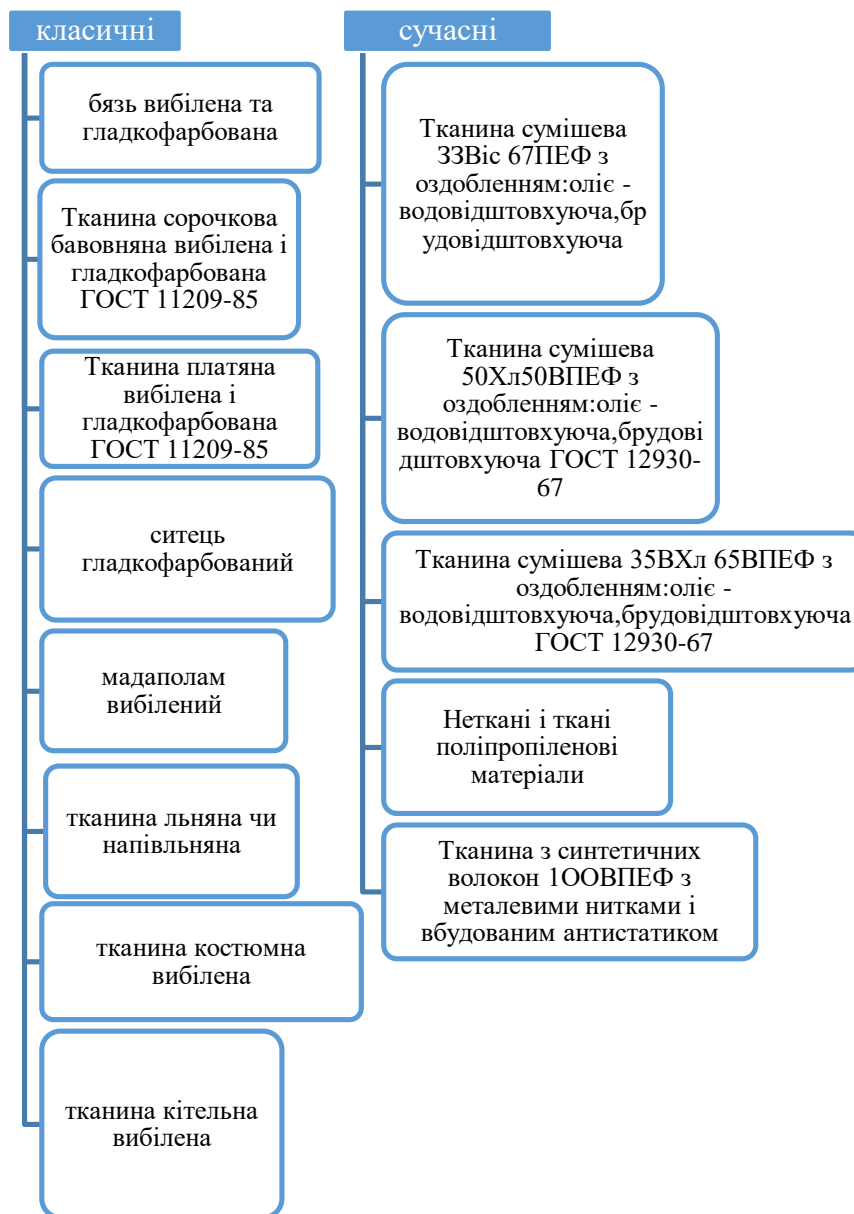 класичні
бязь вибілена та
гладкофарбована
Тканина сорочкова
бавовняна вибілена і
гладкофарбована
ГОСТ 11209-85
Тканина платяна
вибілена і
гладкофарбована
ГОСТ 11209-85
ситець
гладкофарбований
мадаполам
вибілений
тканина льняна чи
напівльняна
тканина костюмна
вибілена
тканина кітельна
вибілена
сучасні
Тканина сумішева
ЗЗВіс 67ПЕФ з
оздобленням:оліє -
водовідштовхуюча,бр
удовідштовхуюча
Тканина сумішева
50Хл50ВПЕФ з
оздобленням:оліє -
водовідштовхуюча,брудові
дштовхуюча ГОСТ 12930-
67
Тканина сумішева 35ВХл 65ВПЕФ з
оздобленням:оліє -
водовідштовхуюча,брудовідштовхуюча
ГОСТ 12930-67
Неткані і ткані
поліпропіленові
матеріали
Тканина з синтетичних
волокон 1ООВПЕФ з
металевими нитками і
вбудованим антистатиком